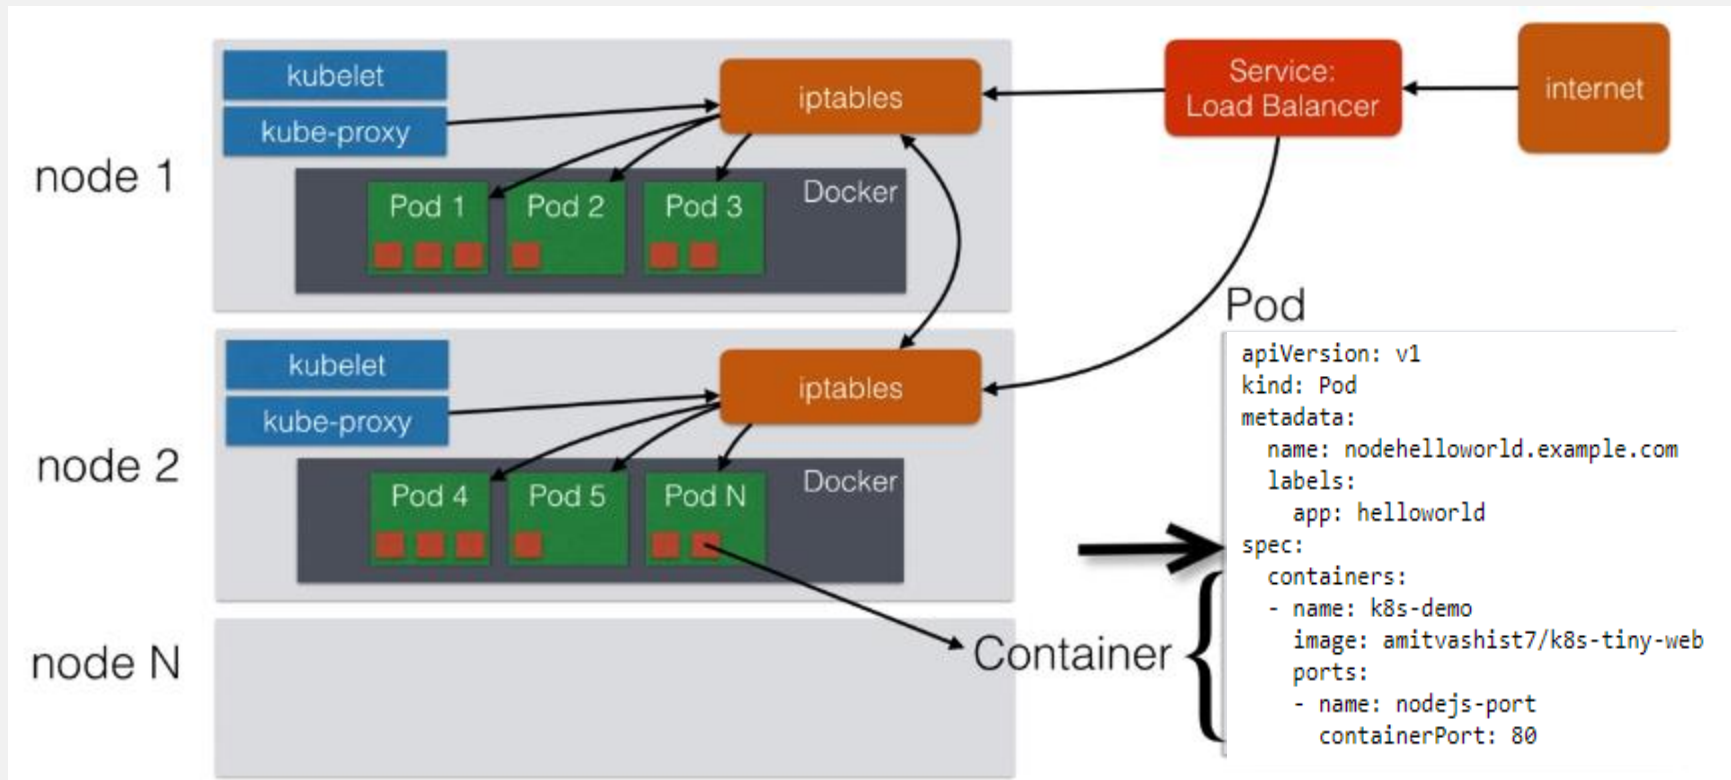 node 1
kubelet
kube-proxy
iptables
Service:
Load Balancer
internet
Pod 1
Pod 2
Pod 3
Docker
node 2
kubelet
kube-proxy
iptables
Pod 4
Pod 5
Pod N
Docker
node N
Container
Pod
apiVersion: v1
kind: Pod
metadata:
  name: nodehelloworld.example.com
  labels:
    app: helloworld
spec:
  containers:
  - name: k8s-demo
    image: amitvashist7/k8s-tiny-web
    ports:
    - name: nodejs-port
      containerPort: 80